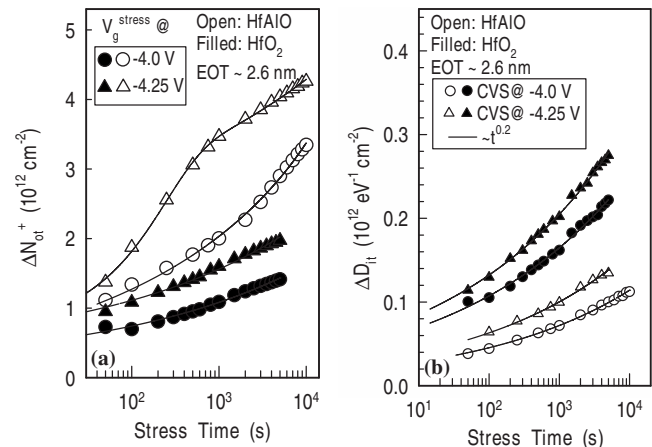 V_g^stress @
-4.0 V
-4.25 V
Open: HfAlO
Filled: HfO₂
EOT ~ 2.6 nm
5
4
3
2
1
0
ΔN_ot^+ (10^12 cm^-2)
(a)
10^2
10^3
10^4
Stress Time (s)
Open: HfAlO
Filled: HfO₂
EOT ~ 2.6 nm
CVS@ -4.0 V
CVS@ -4.25 V
~t^0.2
0.4
0.3
0.2
0.1
0.0
ΔD_it (10^12 eV^-1 cm^-2)
(b)
10^1
10^2
10^3
10^4
Stress Time (s)